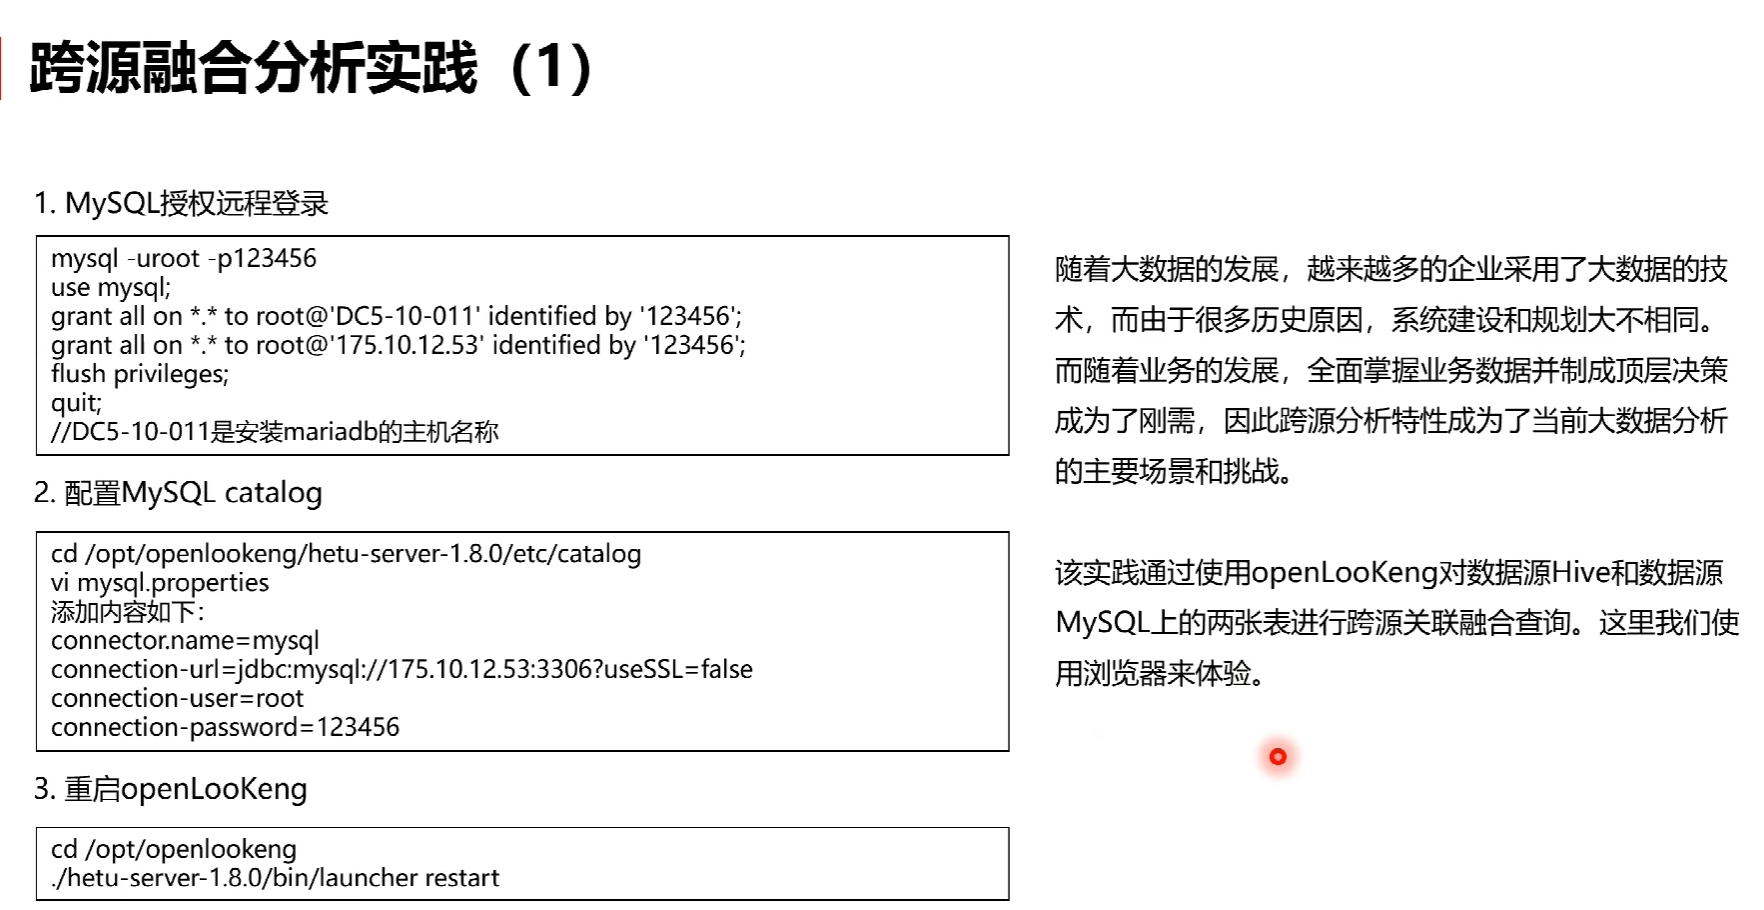 跨源融合分析实践（1）
1. MySQL授权远程登录
mysql -uroot -p123456
use mysql;
grant all on *.* to root@'DC5-10-011' identified by '123456';
grant all on *.* to root@'175.10.12.53' identified by '123456';
flush privileges;
quit;
//DC5-10-011是安装mariadb的主机名称
2. 配置MySQL catalog
cd /opt/openlookeng/hetu-server-1.8.0/etc/catalog
vi mysql.properties
添加内容如下：
connector.name=mysql
connection-url=jdbc:mysql://175.10.12.53:3306?useSSL=false
connection-user=root
connection-password=123456
3. 重启openLooKeng
cd /opt/openlookeng
./hetu-server-1.8.0/bin/launcher restart
随着大数据的发展，越来越多的企业采用了大数据的技
术，而由于很多历史原因，系统建设和规划大不相同。
而随着业务的发展，全面掌握业务数据并制成顶层决策
成为了刚需，因此跨源分析特性成为了当前大数据分析
的主要场景和挑战。
该实践通过使用openLooKeng对数据源Hive和数据源
MySQL上的两张表进行跨源关联融合查询。这里我们使
用浏览器来体验。